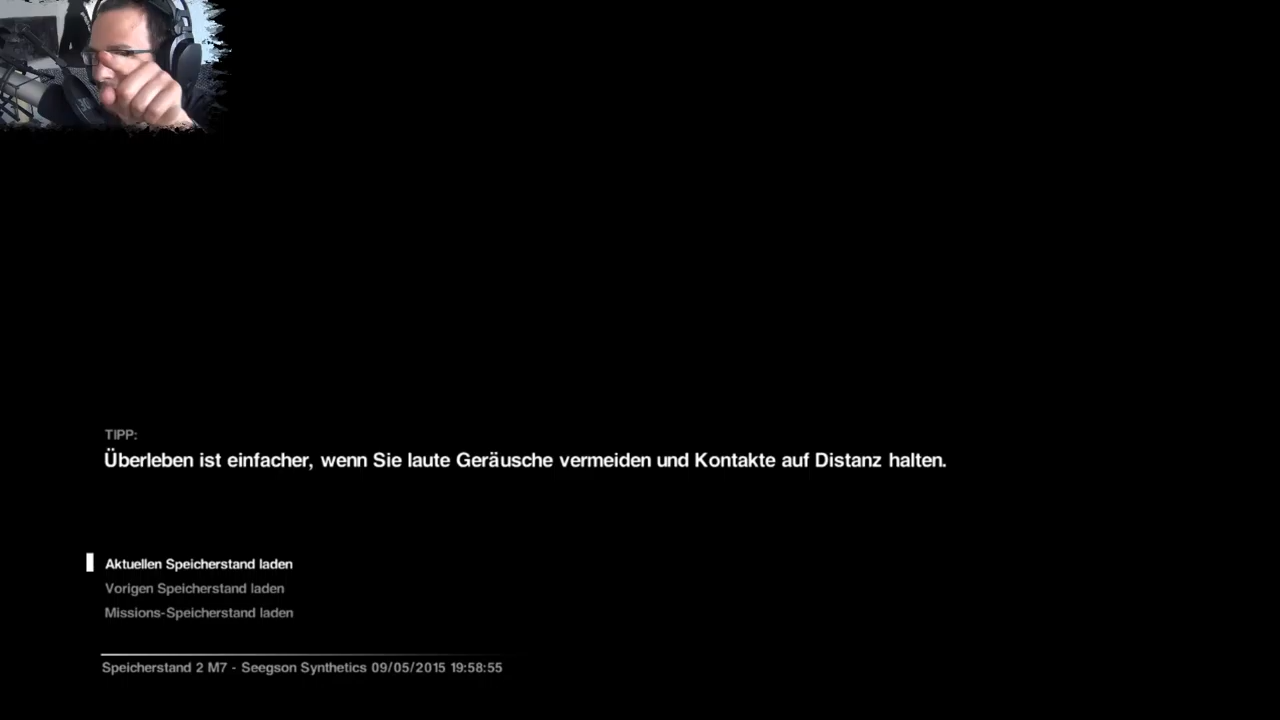 TIPP:
Überleben ist einfacher, wenn Sie laute Geräusche vermeiden und Kontakte auf Distanz halten.
Aktuellen Speicherstand laden
Vorigen Speicherstand laden
Missions-Speicherstand laden
Speicherstand 2 M7 - Seegson Synthetics 09/05/2015 19:58:55